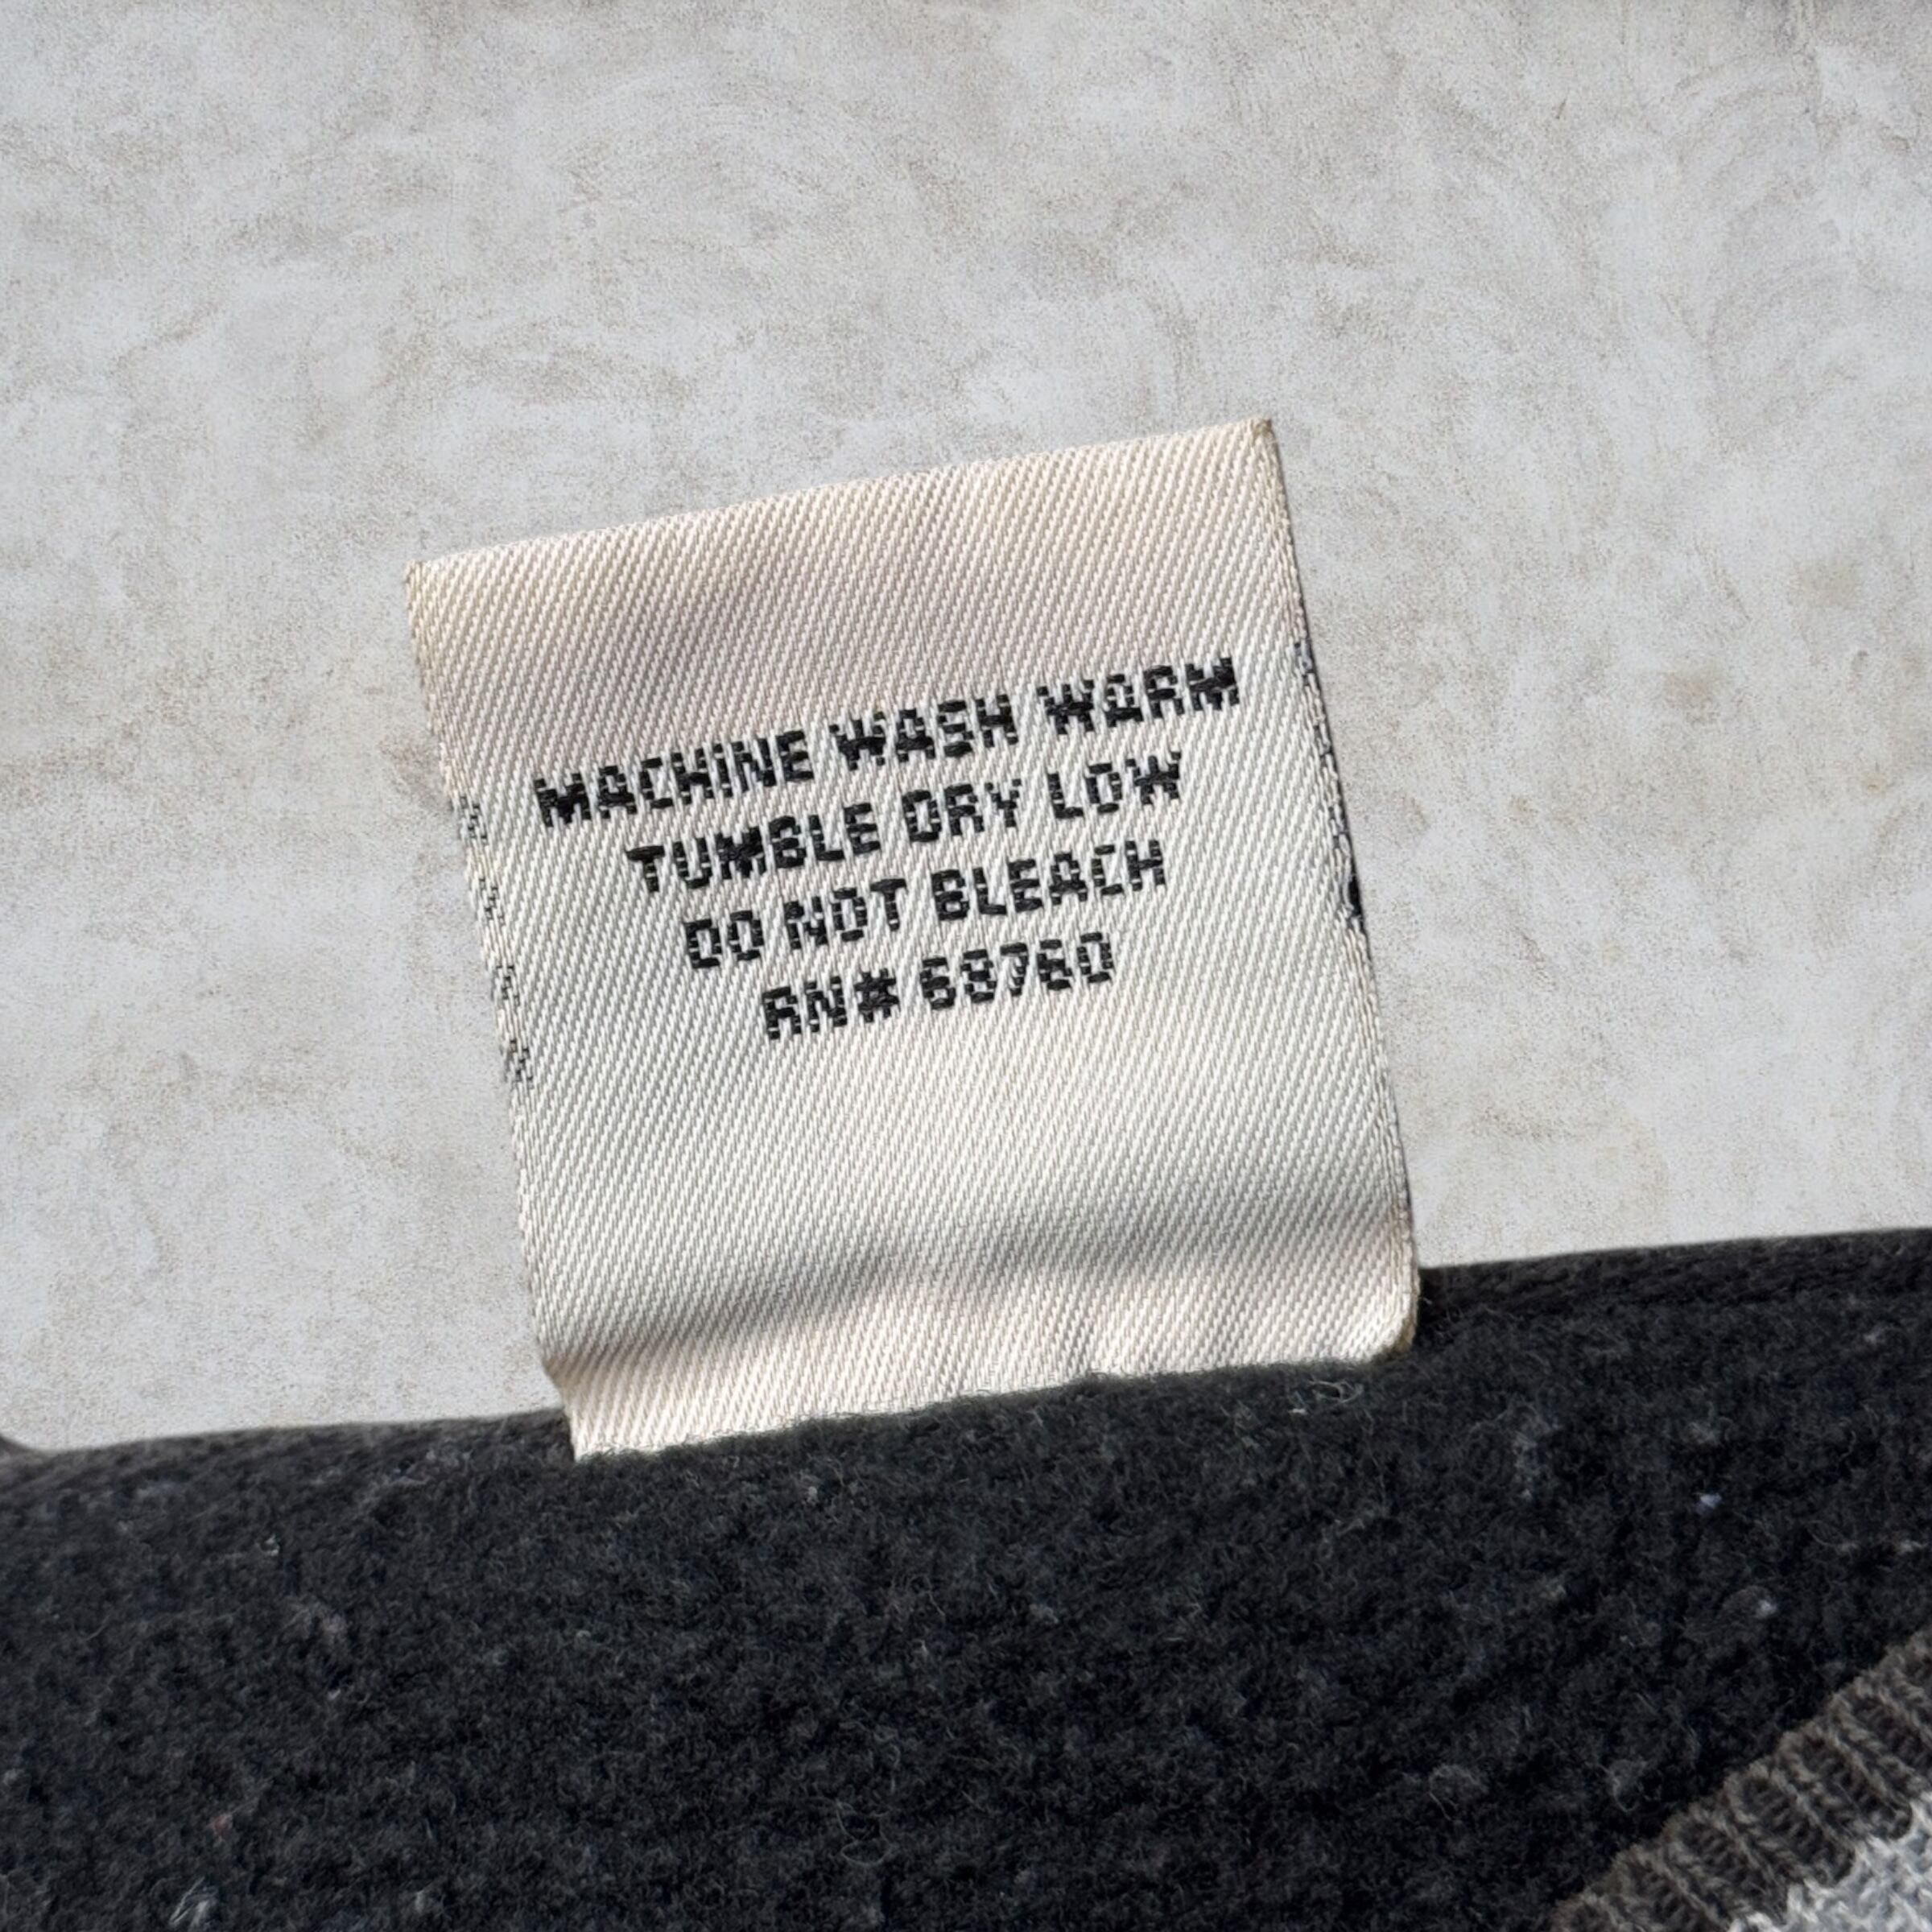 MACHINE WASH WARM
TUMBLE DRY LOW
DO NOT BLEACH
RN# 68760